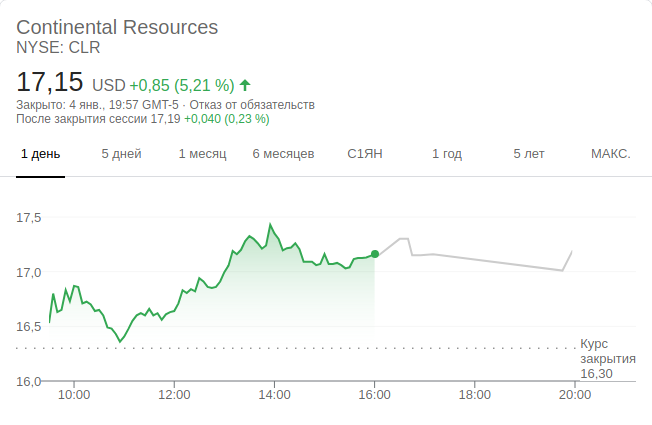 Continental Resources
NYSE: CLR
17,15 USD +0,85 (5,21 %)
Закрыто: 4 янв., 19:57 GMT-5 · Отказ от обязательств
После закрытия сессии 17,19 +0,040 (0,23 %)
1 день 5 дней 1 месяц 6 месяцев С1ЯН 1 год 5 лет МАКС.
17,5
17,0
16,5
Курс
закрытия
16,30
16,0
10:00 12:00 14:00 16:00 18:00 20:00